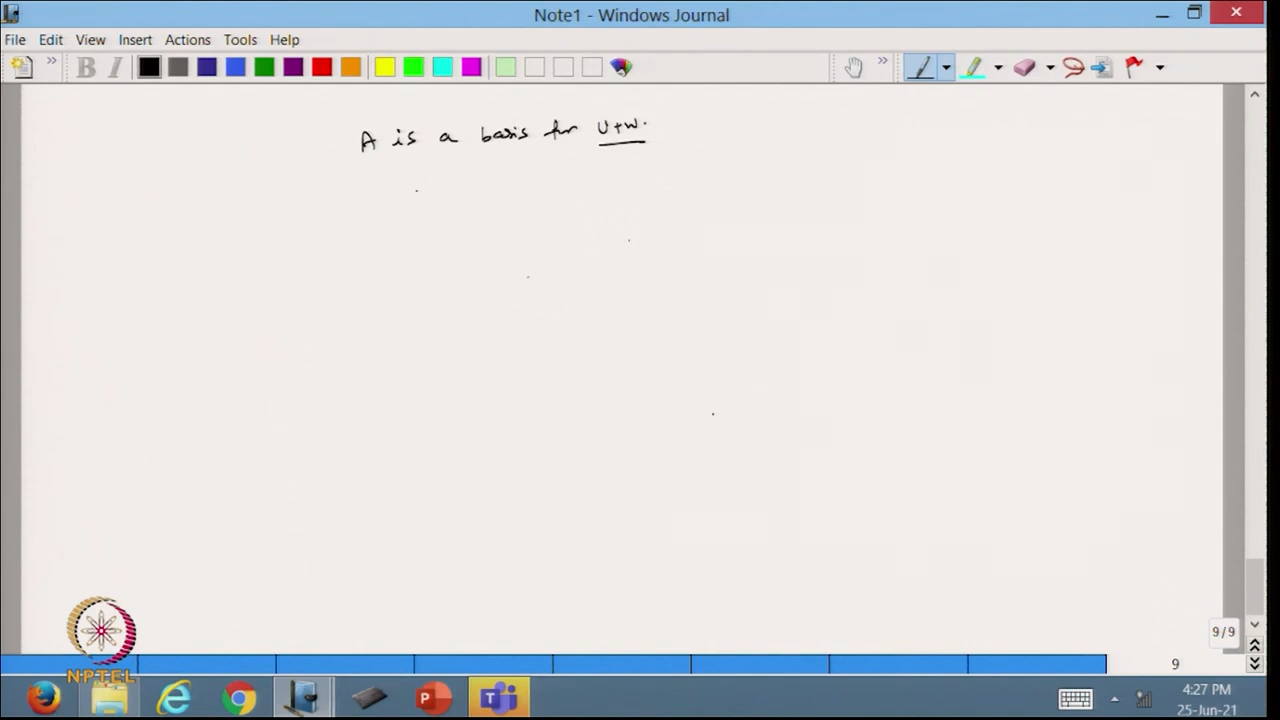 Note1 - Windows Journal
File Edit View Insert Actions Tools Help
B I
A is a basis for U+W.
9/9
9
NPTEL
4:27 PM
25-Jun-21